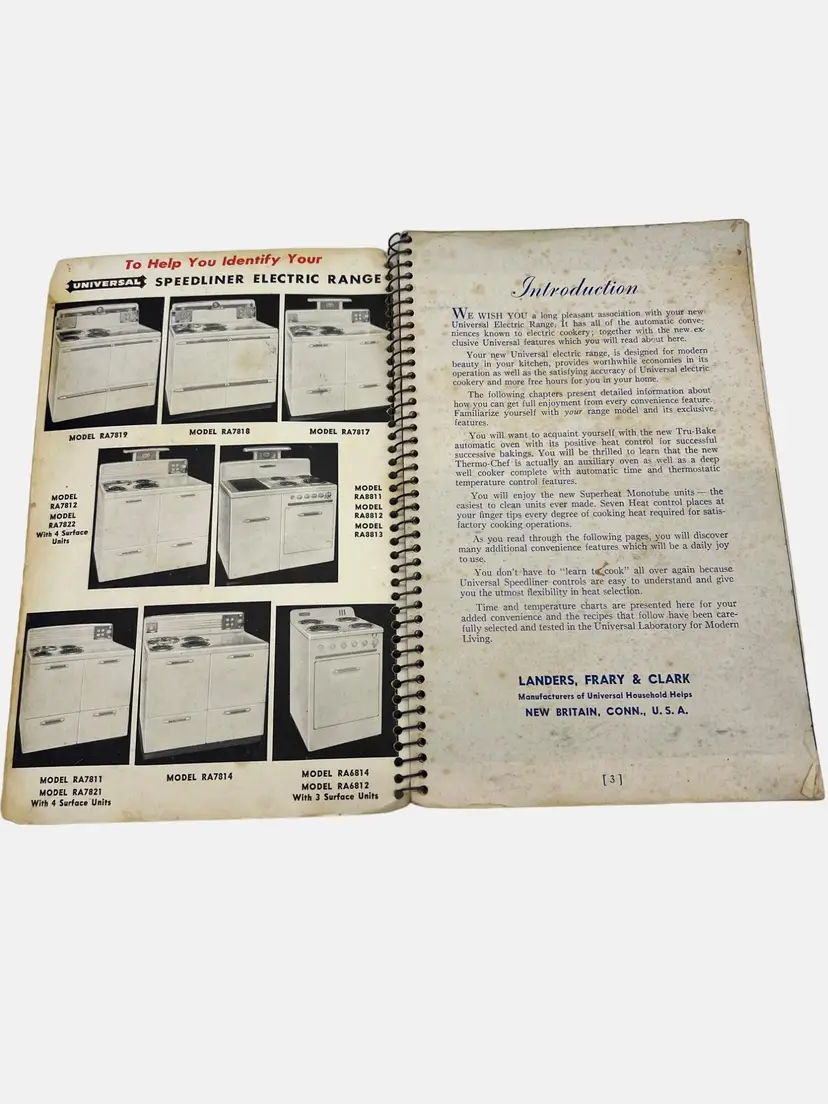 To Help You Identify Your
UNIVERSAL SPEEDLINER ELECTRIC RANGE
MODEL RA7819
MODEL RA7818
MODEL RA7817
MODEL
RA7812
MODEL
RA7822
With 4 Surface
Units
MODEL
RA8811
MODEL
RA8812
MODEL
RA8813
MODEL RA7811
MODEL RA7821
With 4 Surface Units
MODEL RA7814
MODEL RA6814
MODEL RA6812
With 3 Surface Units
Introduction
WE WISH YOU a long pleasant association with your new
Universal Electric Range. It has all of the automatic conve-
niences known to electric cookery; together with the new ex-
clusive Universal features which you will read about here.
Your new Universal electric range, is designed for modern
beauty in your kitchen, provides worthwhile economies in its
operation as well as the satisfying accuracy of Universal electric
cookery and more free hours for you in your home.
The following chapters present detailed information about
how you can get full enjoyment from every convenience feature.
Familiarize yourself with your range model and its exclusive
features.
You will want to acquaint yourself with the new Tru-Bake
automatic oven with its positive heat control for successful
successive bakings. You will be thrilled to learn that the new
Thermo-Chef is actually an auxiliary oven as well as a deep
well cooker complete with automatic time and thermostatic
temperature control features.
You will enjoy the new Superheat Monotube units — the
easiest to clean units ever made. Seven Heat control places at
your finger tips every degree of cooking heat required for satis-
factory cooking operations.
As you read through the following pages, you will discover
many additional convenience features which will be a daily joy
to use.
You don't have to "learn to cook" all over again because
Universal Speedliner controls are easy to understand and give
you the utmost flexibility in heat selection.
Time and temperature charts are presented here for your
added convenience and the recipes that follow have been care-
fully selected and tested in the Universal Laboratory for Modern
Living.
LANDERS, FRARY & CLARK
Manufacturers of Universal Household Helps
NEW BRITAIN, CONN., U. S. A.
[ 3 ]